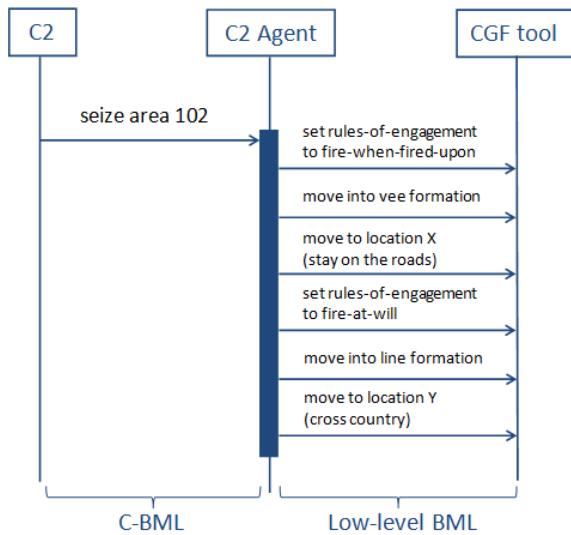 C2
C2 Agent
CGF tool
seize area 102
set rules-of-engagement
to fire-when-fired-upon
move into vee formation
move to location X
(stay on the roads)
set rules-of-engagement
to fire-at-will
move into line formation
move to location Y
(cross country)
C-BML
Low-level BML